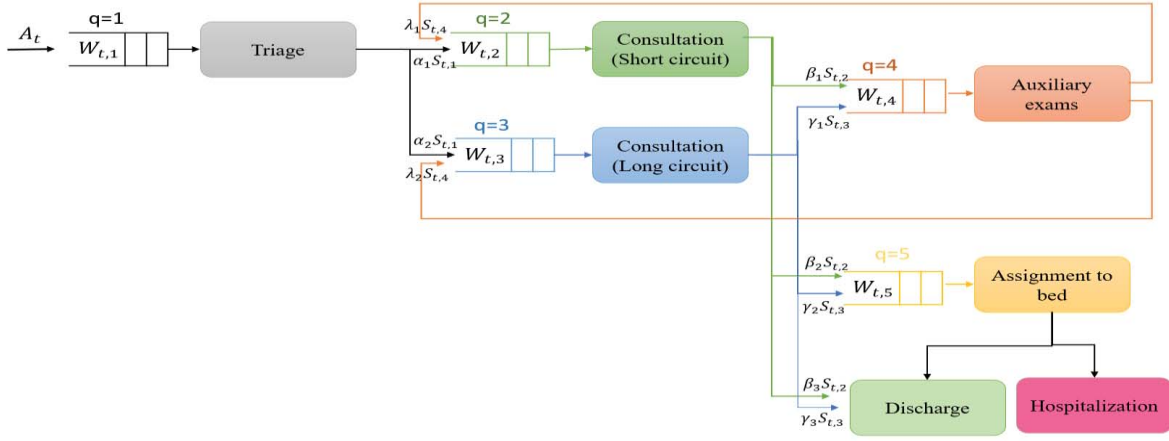 A_t
q=1
W_{t,1}
Triage
λ_1S_{t,4}
q=2
W_{t,2}
α_1S_{t,1}
Consultation
(Short circuit)
q=3
α_2S_{t,1}
W_{t,3}
λ_2S_{t,4}
Consultation
(Long circuit)
β_1S_{t,2}
q=4
W_{t,4}
γ_1S_{t,3}
Auxiliary
exams
q=5
β_2S_{t,2}
W_{t,5}
γ_2S_{t,3}
Assignment to
bed
β_3S_{t,2}
γ_3S_{t,3}
Discharge
Hospitalization